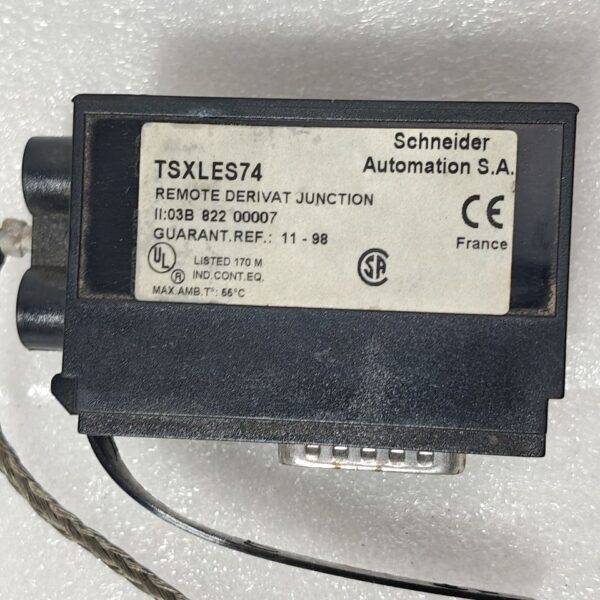 Schneider
Automation S.A.
TSXLES74
REMOTE DERIVAT JUNCTION
II:03B 822 00007
GUARANT.REF.: 11 - 98
CE
France
UL
®
LISTED 170 M
IND.CONT.EQ.
SA
MAX.AMB.T°: 55°C